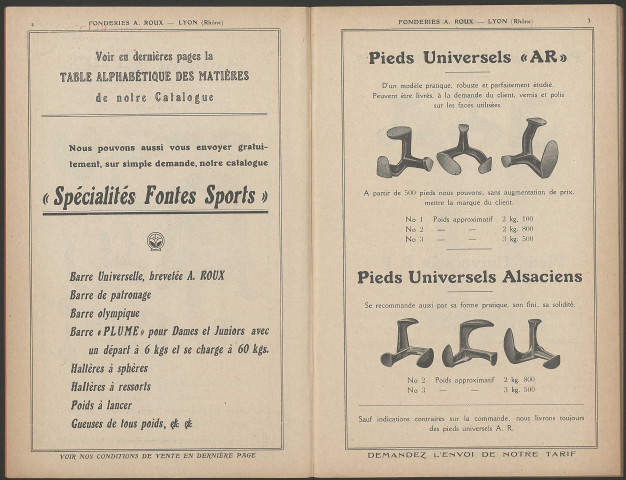 4
FONDERIES A. ROUX — LYON (Rhône)
Voir en dernières pages la
TABLE ALPHABÉTIQUE DES MATIÈRES
de notre Catalogue
Nous pouvons aussi vous envoyer gratui-
tement, sur simple demande, notre catalogue
« Spécialités Fontes Sports »
Barre Universelle, brevetée A. ROUX
Barre de patronage
Barre olympique
Barre « PLUME » pour Dames et Juniors avec
un départ à 6 kgs et se charge à 60 kgs.
Haltères à sphères
Haltères à ressorts
Poids à lancer
Gueuses de tous poids, &. &.
VOIR NOS CONDITIONS DE VENTE EN DERNIÈRE PAGE
FONDERIES A. ROUX — LYON (Rhône)
Pieds Universels «AR»
D'un modèle pratique, robuste et parfaitement étudié.
Peuvent être livrés, à la demande du client, vernis et polis
sur les faces utilisées.
A partir de 500 pieds nous pouvons, sans augmentation de prix,
mettre la marque du client.
No 1 Poids approximatif 2 kg. 100
No 2 — — 2 kg. 800
No 3 — — 3 kg. 500
Pieds Universels Alsaciens
Se recommande aussi par sa forme pratique, son fini, sa solidité.
No 2 Poids approximatif 2 kg. 800
No 3 — — 3 kg. 500
Sauf indications contraires sur la commande, nous livrons toujours
des pieds universels A. R.
DEMANDEZ L'ENVOI DE NOTRE TARIF